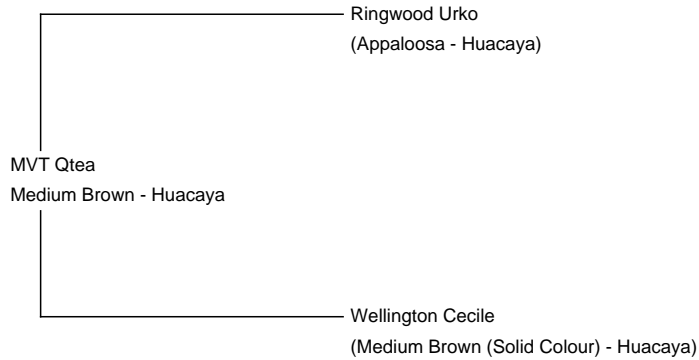 Ringwood Urko
(Appaloosa - Huacaya)
MVT Qtea
Medium Brown - Huacaya
Wellington Cecile
(Medium Brown (Solid Colour) - Huacaya)